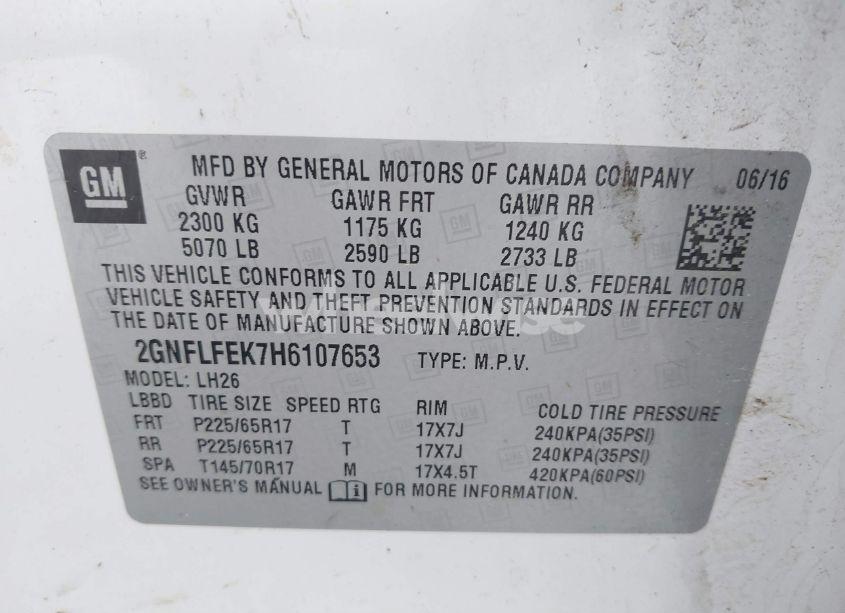 GM ® MFD BY GENERAL MOTORS OF CANADA COMPANY 06/16
GVWR GAWR FRT GAWR RR
2300 KG 1175 KG 1240 KG
5070 LB 2590 LB 2733 LB
THIS VEHICLE CONFORMS TO ALL APPLICABLE U.S. FEDERAL MOTOR
VEHICLE SAFETY AND THEFT PREVENTION STANDARDS IN EFFECT ON
THE DATE OF MANUFACTURE SHOWN ABOVE.
2GNFLFEK7H6107653 TYPE: M.P.V.
MODEL: LH26
LBBD TIRE SIZE SPEED RTG RIM COLD TIRE PRESSURE
FRT P225/65R17 T 17X7J 240KPA(35PSI)
RR P225/65R17 T 17X7J 240KPA(35PSI)
SPA T145/70R17 M 17X4.5T 420KPA(60PSI)
SEE OWNER'S MANUAL FOR MORE INFORMATION.